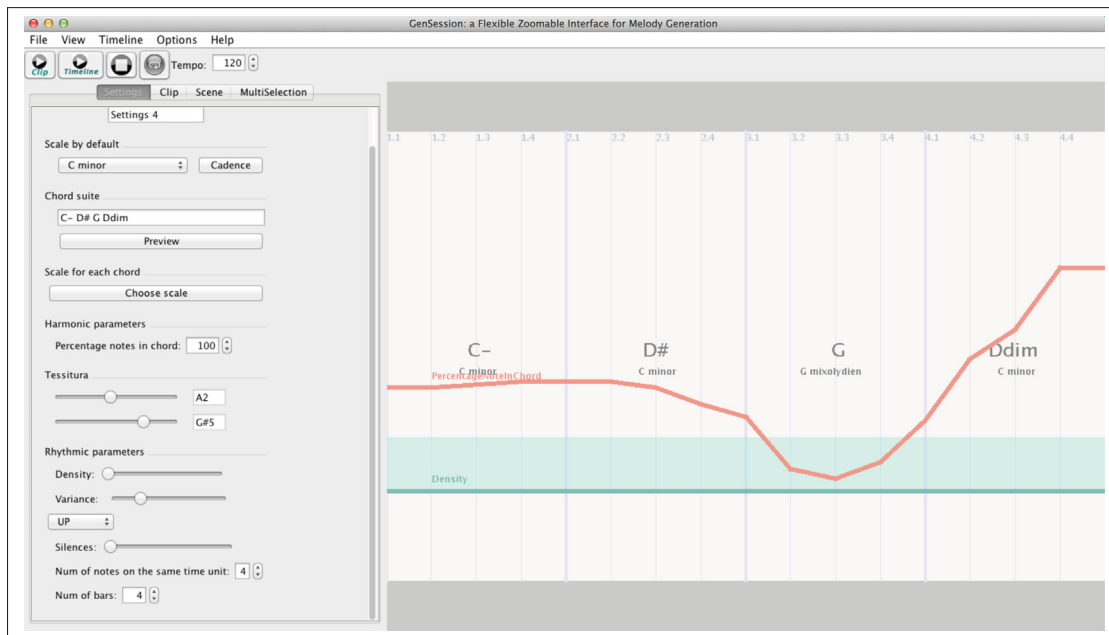 GenSession: a Flexible Zoomable Interface for Melody Generation
File View Timeline Options Help
Clip Timeline Tempo: 120
Settings Clip Scene MultiSelection
Settings 4
Scale by default
C minor Cadence
Chord suite
C- D# G Ddim
Preview
Scale for each chord
Choose scale
Harmonic parameters
Percentage notes in chord: 100
Tessitura
A2
G#5
Rhythmic parameters
Density:
Variance:
UP
Silences:
Num of notes on the same time unit: 4
Num of bars: 4
1.1 1.2 1.3 1.4 2.1 2.2 2.3 2.4 3.1 3.2 3.3 3.4 4.1 4.2 4.3 4.4
C- D# G Ddim
C minor C minor G mixolydien C minor
PercentageNoteInChord
Density